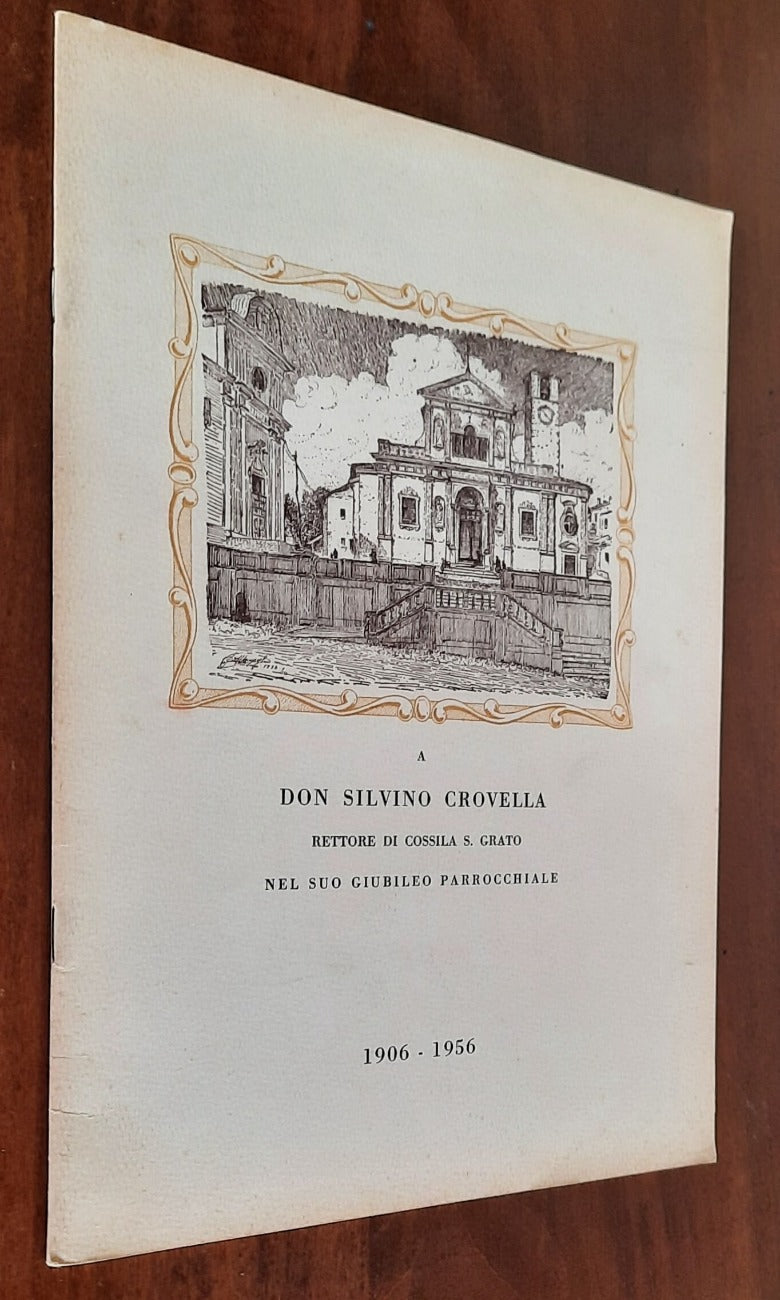 A
DON SILVINO CROVELLA
RETTORE DI COSSILA S. GRATO
NEL SUO GIUBILEO PARROCCHIALE
1906 - 1956